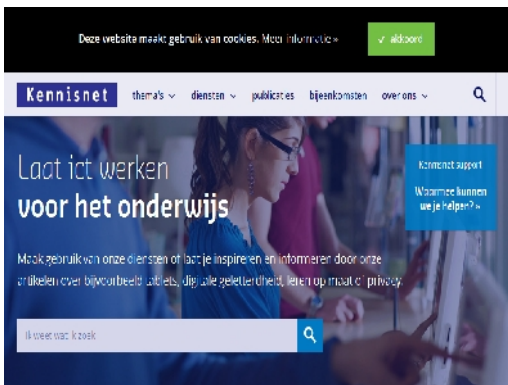 Deze website maakt gebruik van cookies. Meer informatie »
✓ akkoord
Kennisnet
thema's
diensten
publicaties
bijeenkomsten
over ons
Laat ict werken
voor het onderwijs
Kennisnet support
Waarmee kunnen
we je helpen? »
Maak gebruik van onze diensten of laat je inspireren en informeren door onze
artikelen over bijvoorbeeld tablets, digitale geletterdheid, leren op maat of privacy.
Ik weet wat ik zoek